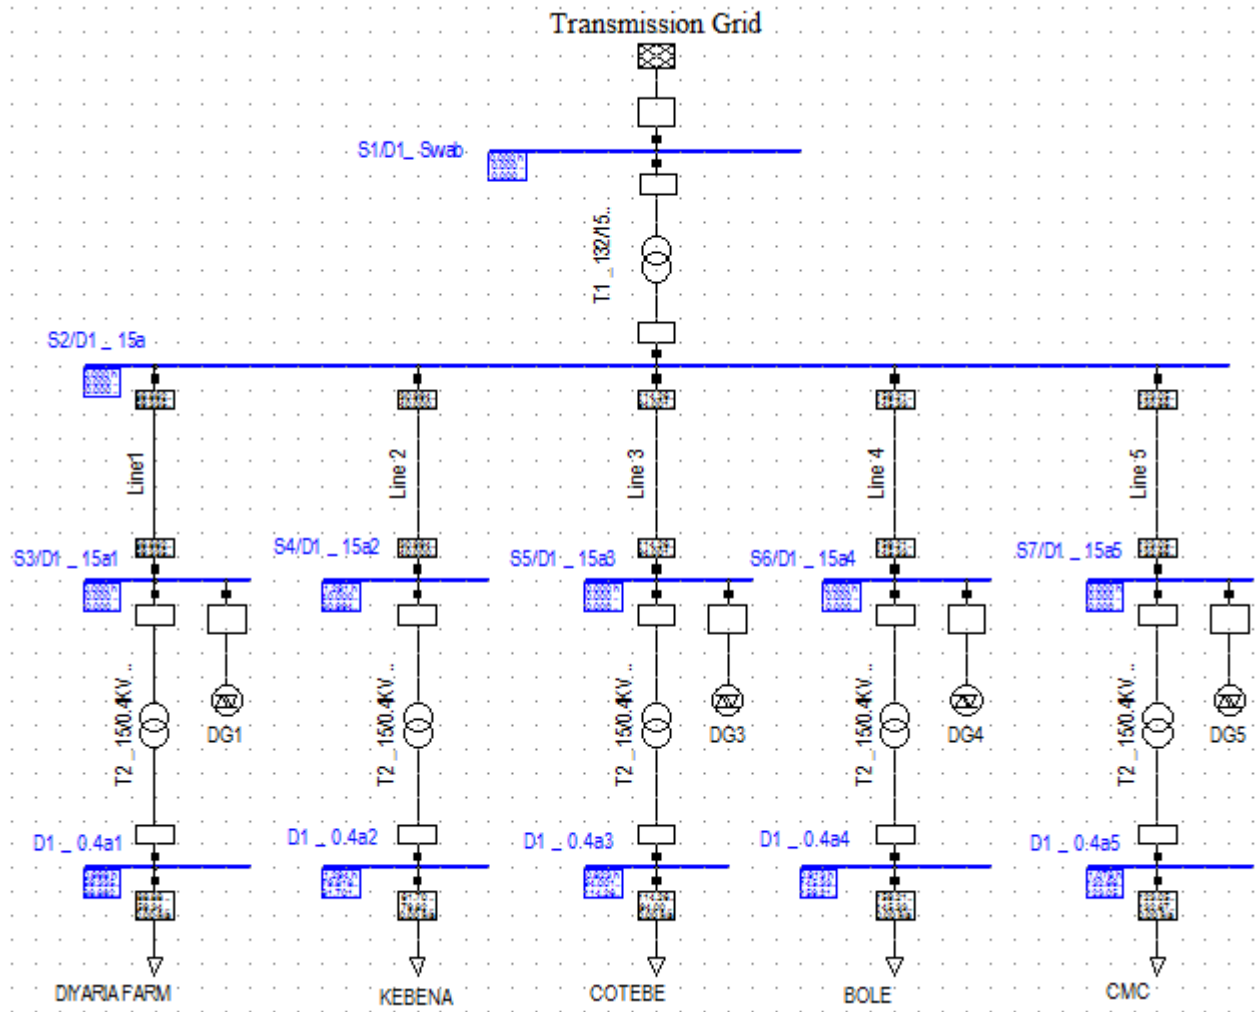 Transmission Grid
S1/D1_ Swab
T1 _ 132/15..
S2/D1 _ 15a
Line1
Line 2
Line 3
Line 4
Line 5
S3/D1 _ 15a1
S4/D1 _ 15a2
S5/D1 _ 15a3
S6/D1 _ 15a4
S7/D1 _ 15a5
T2 _ 15/0.4KV ..
DG1
T2 _ 15/0.4KV ..
T2 _ 15/0.4KV ..
DG3
T2 _ 15/0.4KV ..
DG4
T2 _ 15/0.4KV ..
DG5
D1 _ 0.4a1
D1 _ 0.4a2
D1 _ 0.4a3
D1 _ 0.4a4
D1 _ 0.4a5
DIYARIA FARM
KEBENA
COTEBE
BOLE
CMC